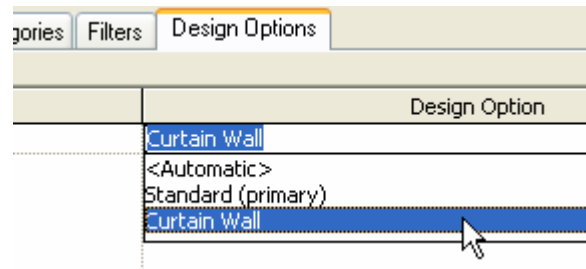 gories Filters Design Options
Design Option
Curtain Wall
<Automatic>
Standard (primary)
Curtain Wall